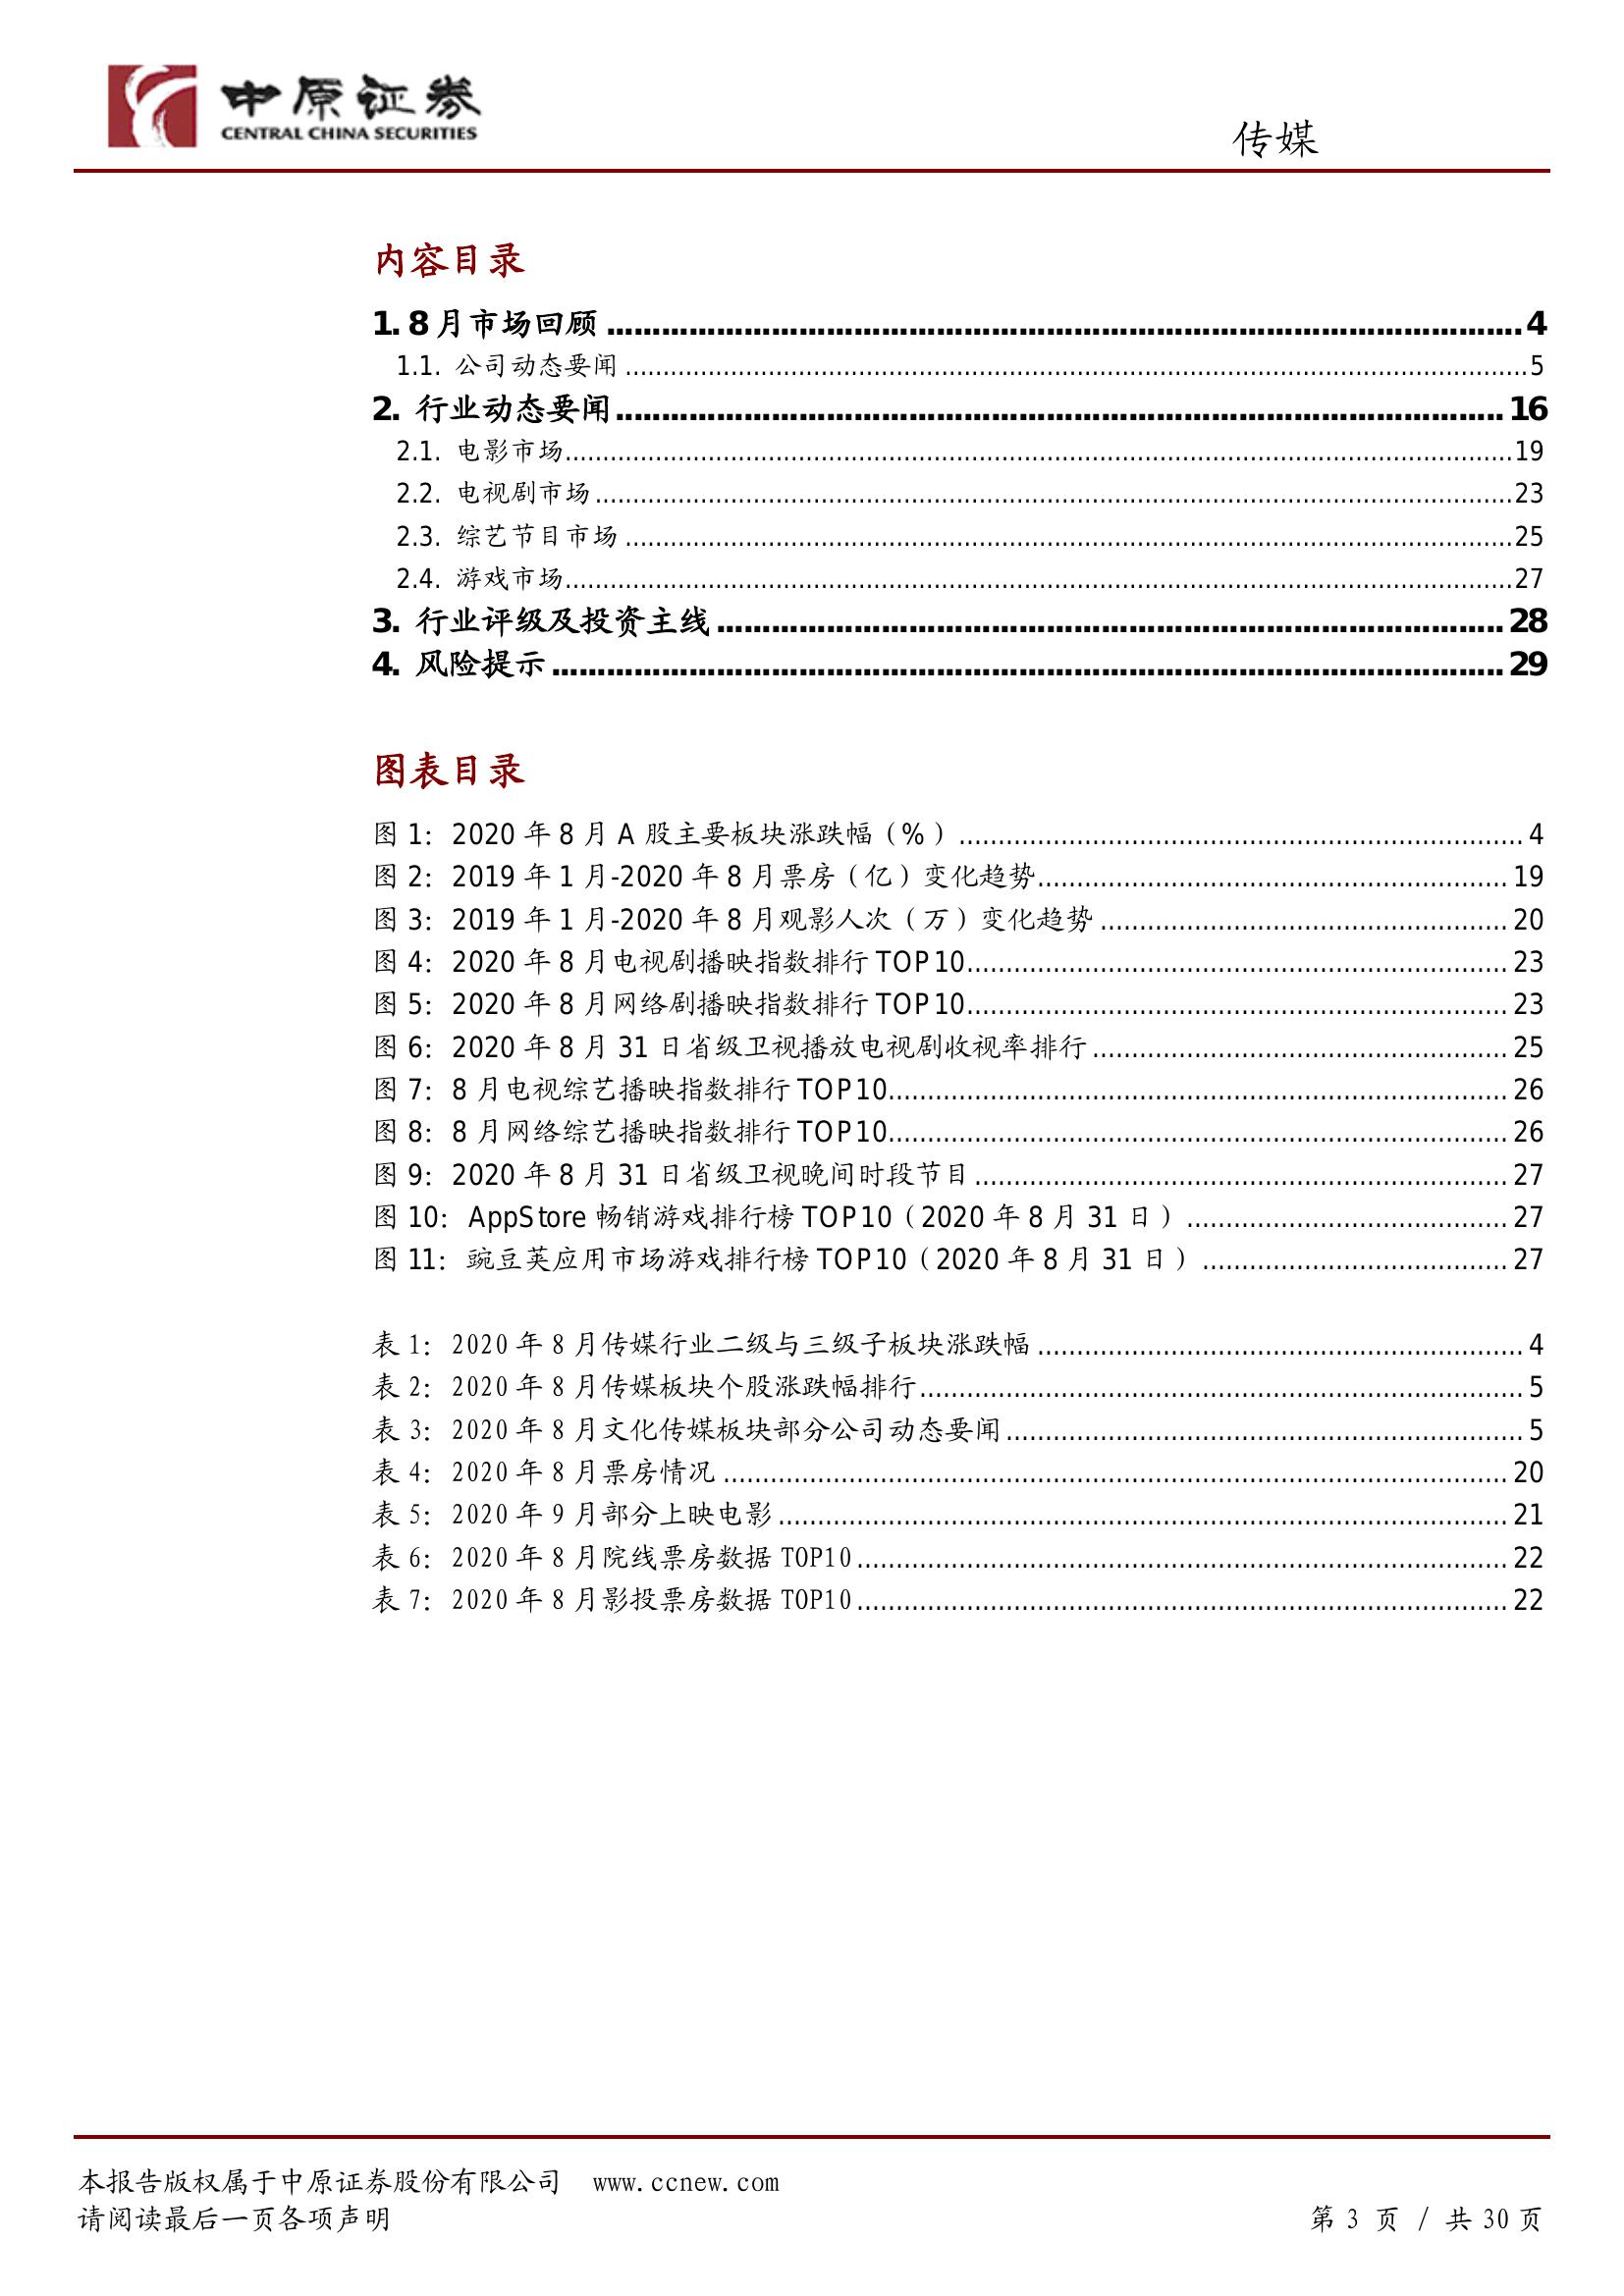 中原证券
CENTRAL CHINA SECURITIES
传媒
内容目录
1. 8 月市场回顾 ........ 4
1.1. 公司动态要闻 ........ 5
2. 行业动态要闻 ........ 16
2.1. 电影市场 ........ 19
2.2. 电视剧市场 ........ 23
2.3. 综艺节目市场 ........ 25
2.4. 游戏市场 ........ 27
3. 行业评级及投资主线 ........ 28
4. 风险提示 ........ 29
图表目录
图 1：2020 年 8 月 A 股主要板块涨跌幅（%） ........ 4
图 2：2019 年 1 月-2020 年 8 月票房（亿）变化趋势 ........ 19
图 3：2019 年 1 月-2020 年 8 月观影人次（万）变化趋势 ........ 20
图 4：2020 年 8 月电视剧播映指数排行 TOP10 ........ 23
图 5：2020 年 8 月网络剧播映指数排行 TOP10 ........ 23
图 6：2020 年 8 月 31 日省级卫视播放电视剧收视率排行 ........ 25
图 7：8 月电视综艺播映指数排行 TOP10 ........ 26
图 8：8 月网络综艺播映指数排行 TOP10 ........ 26
图 9：2020 年 8 月 31 日省级卫视晚间时段节目 ........ 27
图 10：AppStore 畅销游戏排行榜 TOP10（2020 年 8 月 31 日） ........ 27
图 11：豌豆荚应用市场游戏排行榜 TOP10（2020 年 8 月 31 日） ........ 27
表 1：2020 年 8 月传媒行业二级与三级子板块涨跌幅 ........ 4
表 2：2020 年 8 月传媒板块个股涨跌幅排行 ........ 5
表 3：2020 年 8 月文化传媒板块部分公司动态要闻 ........ 5
表 4：2020 年 8 月票房情况 ........ 20
表 5：2020 年 9 月部分上映电影 ........ 21
表 6：2020 年 8 月院线票房数据 TOP10 ........ 22
表 7：2020 年 8 月影投票房数据 TOP10 ........ 22
本报告版权属于中原证券股份有限公司 www.ccnew.com
请阅读最后一页各项声明 第 3 页 / 共 30 页